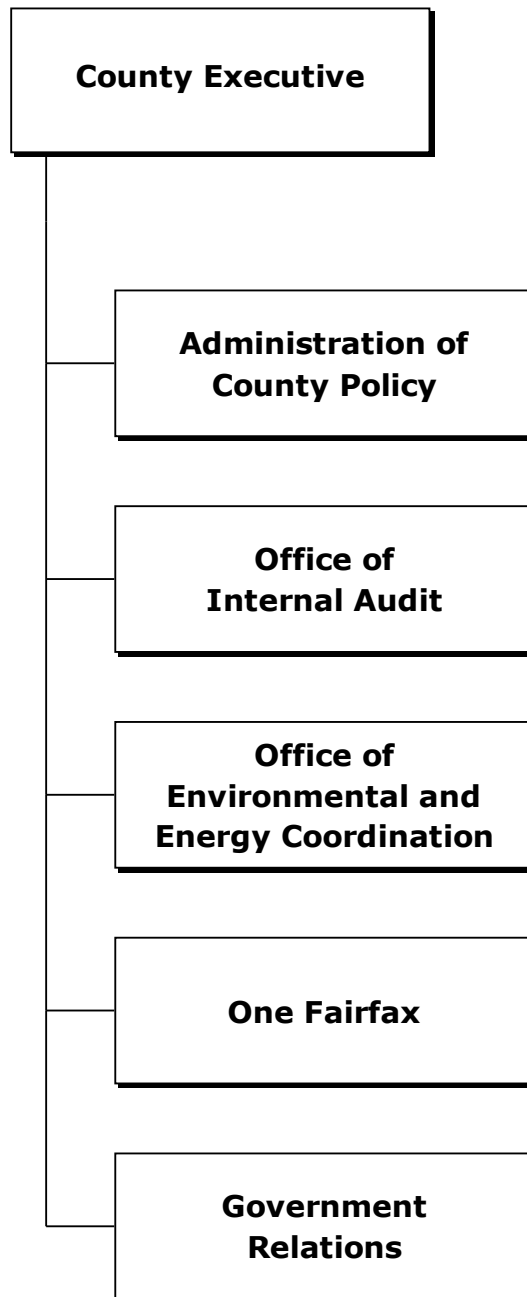 County Executive
Administration of
County Policy
Office of
Internal Audit
Office of
Environmental and
Energy Coordination
One Fairfax
Government
Relations